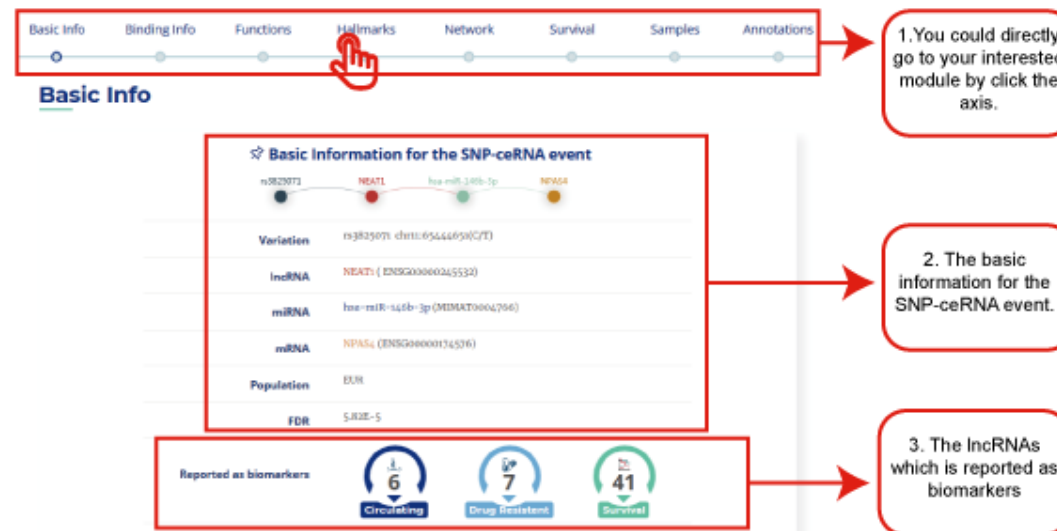 Basic Info Binding Info Functions Hallmarks Network Survival Samples Annotations
1.You could directly
go to your interested
module by click the
axis.
Basic Info
Basic Information for the SNP-ceRNA event
rs3825071 NEAT1 hsa-miR-146b-3p NPAS4
Variation rs3825071 chr11:65444651(C/T)
lncRNA NEAT1 ( ENSG00000245532)
miRNA hsa-miR-146b-3p (MIMAT0004766)
mRNA NPAS4 (ENSG00000174576)
Population EUR
FDR 5.82E-5
2. The basic
information for the
SNP-ceRNA event.
Reported as biomarkers
6 7 41
Circulating Drug Resistent Survival
3. The lncRNAs
which is reported as
biomarkers